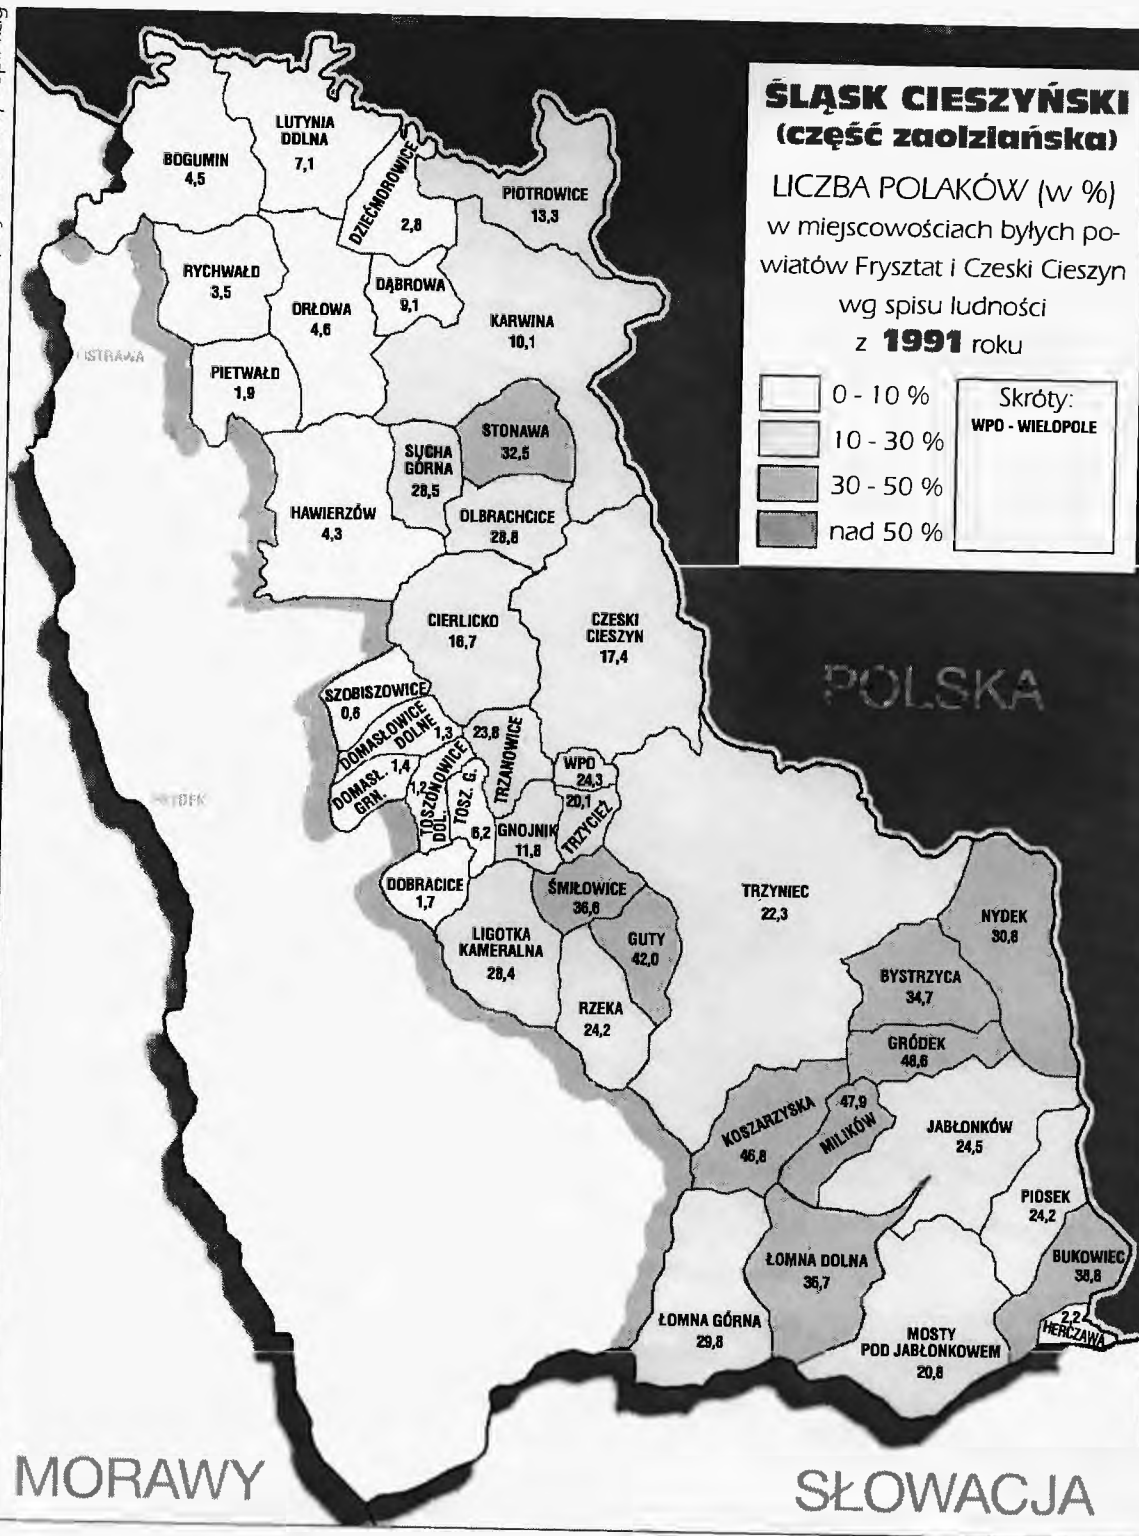 ŚLĄSK CIESZYŃSKI
(część zaolziańska)
LICZBA POLAKÓW (w %)
w miejscowościach byłych po-
wiatów Frysztat i Czeski Cieszyn
wg spisu ludności
z 1991 roku
0 - 10 %
10 - 30 %
30 - 50 %
nad 50 %
Skróty:
WPO - WIELOPOLE
BOGUMIN
4,5
LUTYNIA
DOLNA
7,1
DZIEĆMOROWICE
2,8
PIOTROWICE
13,3
RYCHWAŁD
3,5
ORŁOWA
4,6
DĄBROWA
9,1
KARWINA
10,1
OSTRAWA
PIETWAŁD
1,9
STONAWA
32,5
SUCHA
GÓRNA
28,5
HAWIERZÓW
4,3
OLBRACHCICE
28,8
CIERLICKO
16,7
CZESKI
CIESZYN
17,4
POLSKA
SZOBISZOWICE
0,6
DOMASŁOWICE
DOLNE
1,3
23,8
TRZANOWICE
DOMASŁ.
GRN.
1,4
1,2
TOSZONOWICE
DOL.
TOSZ. G.
6,2
WPO
24,3
20,1
TRZYCIEŻ
GNOJNIK
11,8
FRYDEK
DOBRACICE
1,7
ŚMIŁOWICE
36,6
TRZYNIEC
22,3
LIGOTKA
KAMERALNA
28,4
GUTY
42,0
NYDEK
30,8
BYSTRZYCA
34,7
RZEKA
24,2
GRÓDEK
48,6
KOSZARZYSKA
46,8
47,9
MILIKÓW
JABŁONKÓW
24,5
PIOSEK
24,2
BUKOWIEC
38,8
ŁOMNA DOLNA
36,7
ŁOMNA GÓRNA
29,8
2,2
HERCZAWA
MOSTY
POD JABŁONKOWEM
20,8
MORAWY
SŁOWACJA